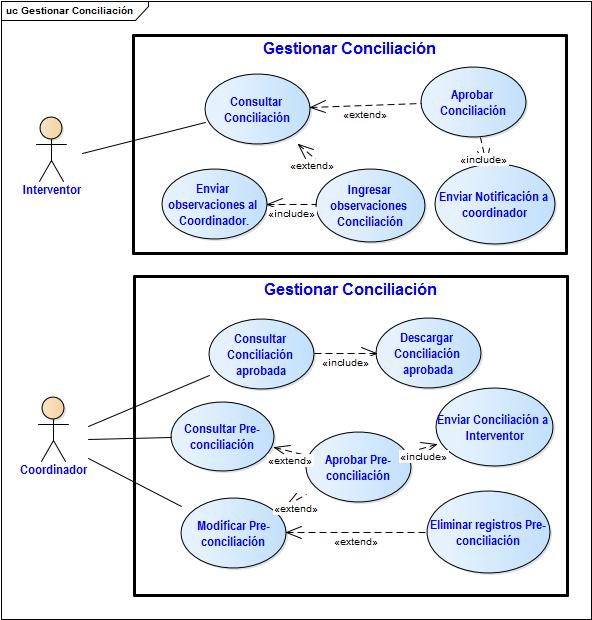 uc Gestionar Conciliación
Gestionar Conciliación
Consultar
Conciliación
Aprobar
Conciliación
«extend»
«extend»
«include»
Interventor
Enviar
observaciones al
Coordinador.
«include»
Ingresar
observaciones
Conciliación
Enviar Notificación a
coordinador
Gestionar Conciliación
Consultar
Conciliación
aprobada
«include»
Descargar
Conciliación
aprobada
Consultar Pre-
conciliación
Enviar Conciliación a
Interventor
«extend»
Aprobar Pre-
conciliación
«include»
Coordinador
«extend»
Modificar Pre-
conciliación
«extend»
Eliminar registros Pre-
conciliación